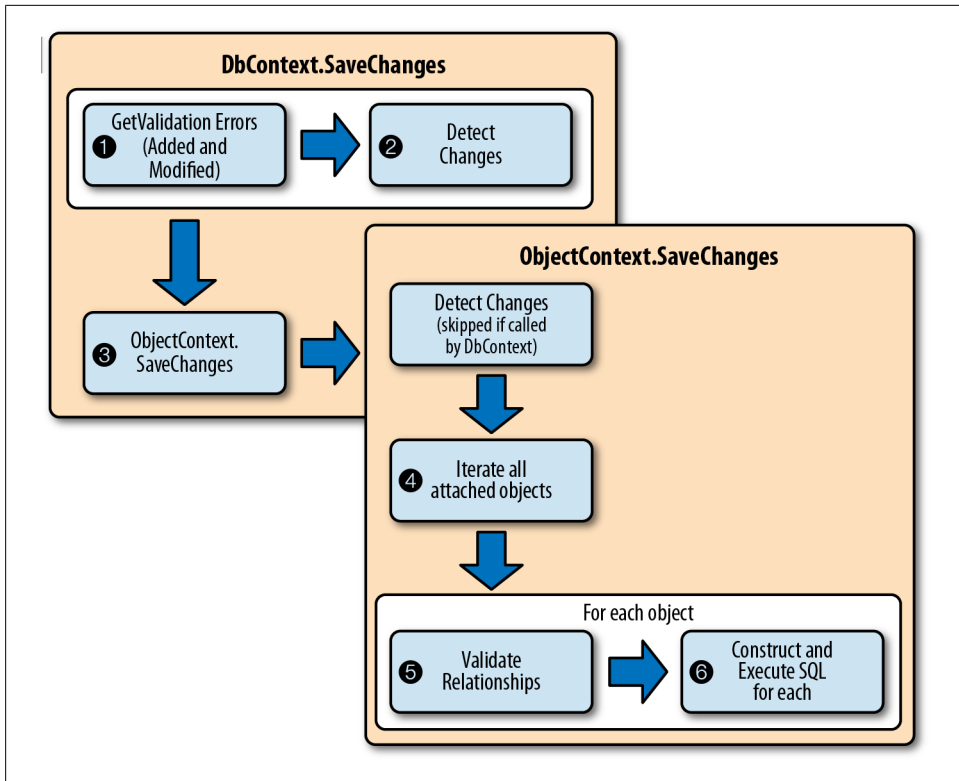 DbContext.SaveChanges
1
GetValidation Errors
(Added and
Modified)
2
Detect
Changes
3
ObjectContext.
SaveChanges
ObjectContext.SaveChanges
Detect Changes
(skipped if called
by DbContext)
4
Iterate all
attached objects
For each object
5
Validate
Relationships
6
Construct and
Execute SQL
for each